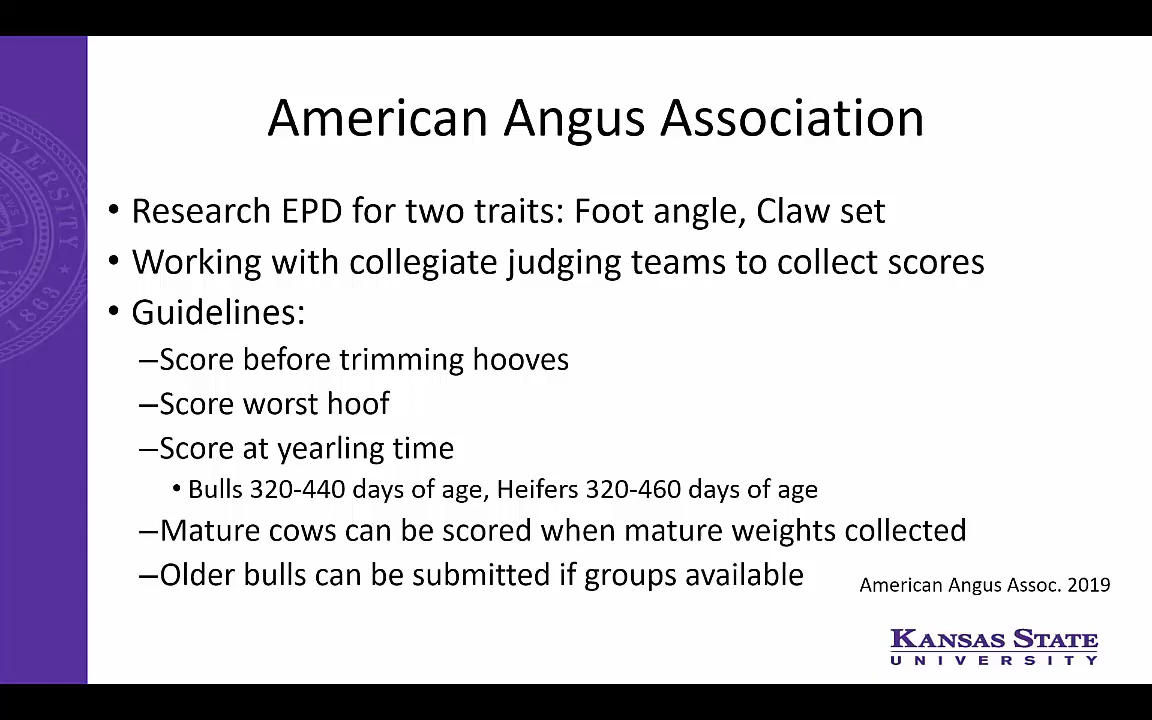 American Angus Association
• Research EPD for two traits: Foot angle, Claw set
• Working with collegiate judging teams to collect scores
• Guidelines:
–Score before trimming hooves
–Score worst hoof
–Score at yearling time
• Bulls 320-440 days of age, Heifers 320-460 days of age
–Mature cows can be scored when mature weights collected
–Older bulls can be submitted if groups available
American Angus Assoc. 2019
KANSAS STATE
UNIVERSITY
1863